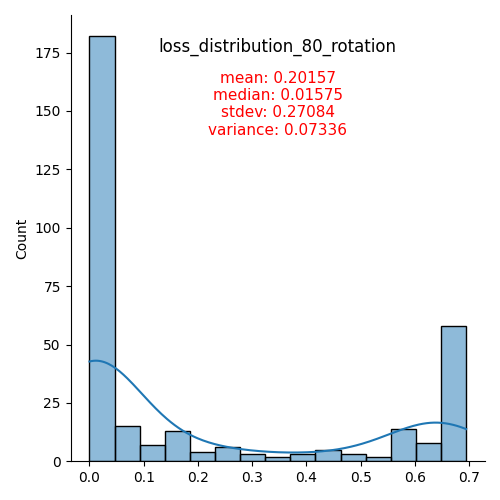 loss_distribution_80_rotation
mean: 0.20157
median: 0.01575
stdev: 0.27084
variance: 0.07336
175
150
125
100
75
50
25
0
Count
0.0 0.1 0.2 0.3 0.4 0.5 0.6 0.7